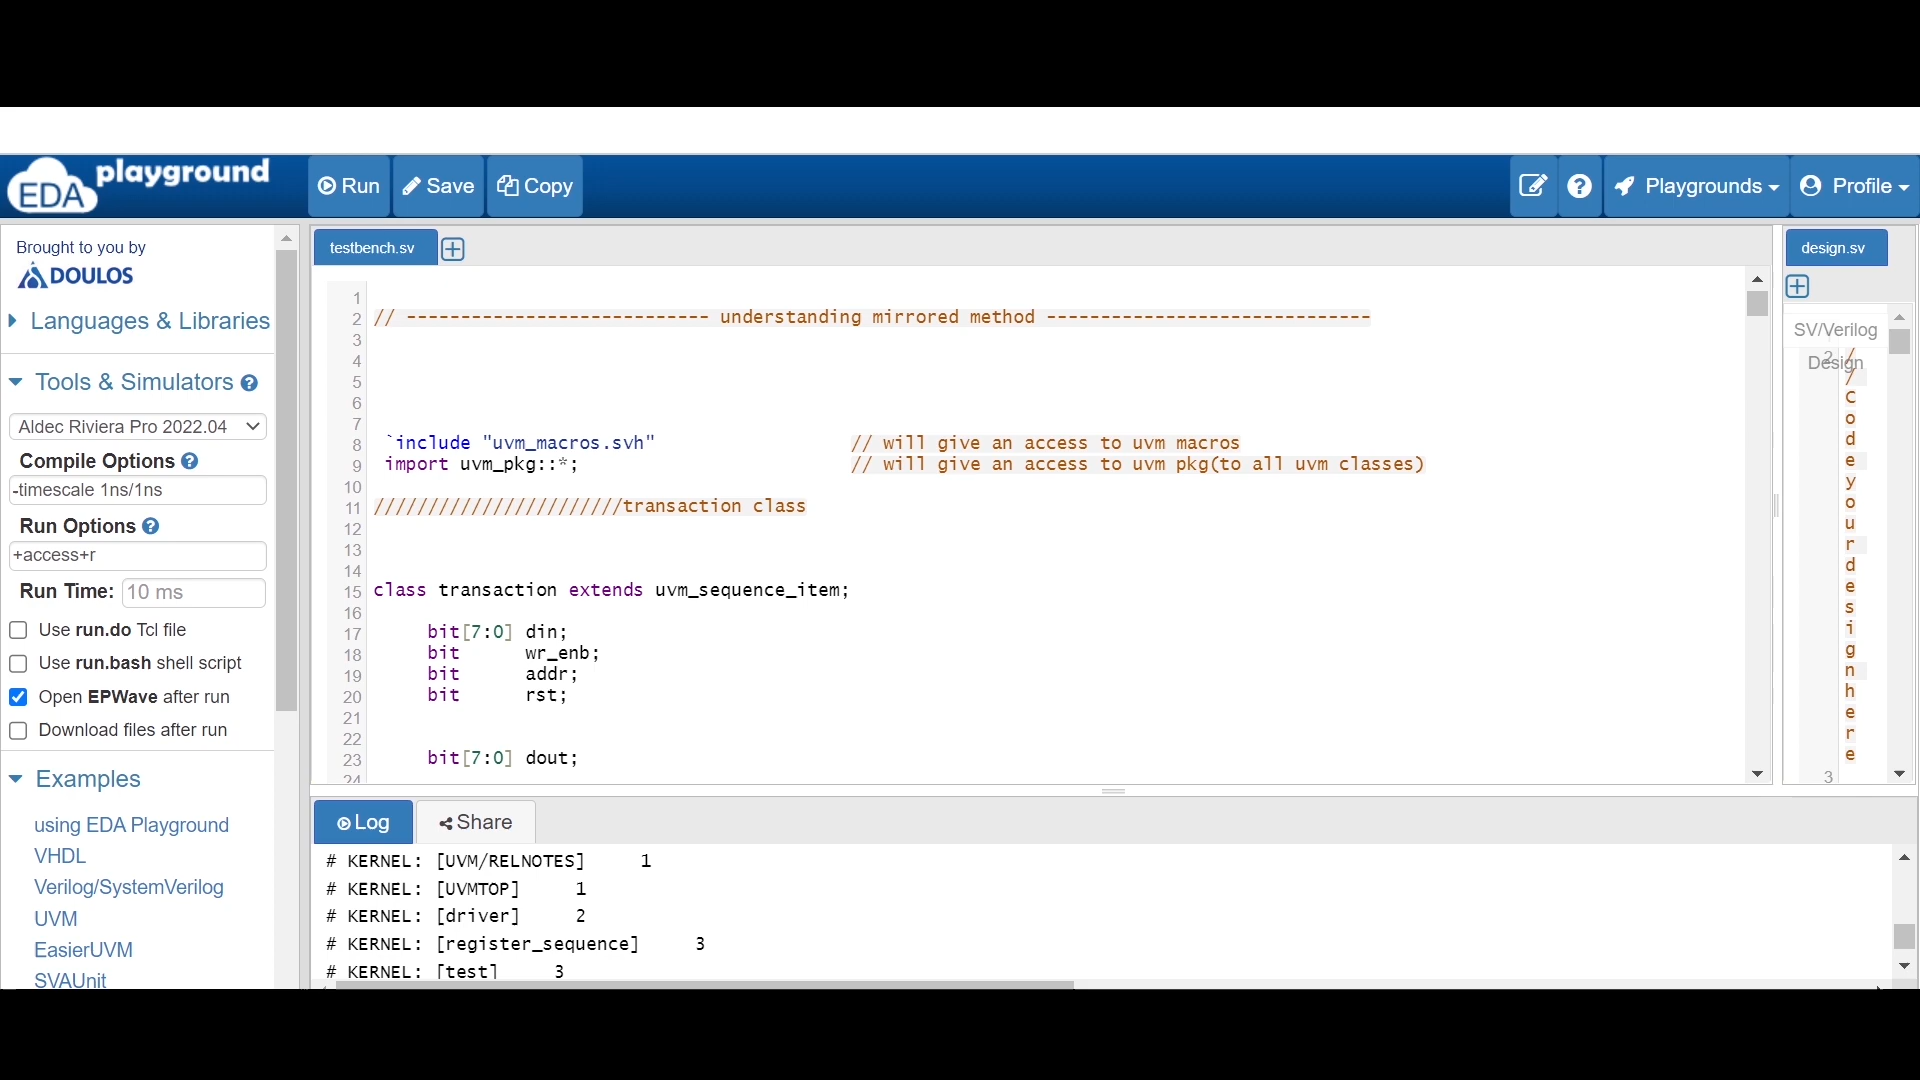 EDA playground
Run
Save
Copy
Playgrounds
Profile
Brought to you by
DOULOS
Languages & Libraries
Tools & Simulators
Aldec Riviera Pro 2022.04
Compile Options
-timescale 1ns/1ns
Run Options
+access+r
Run Time: 10 ms
Use run.do Tcl file
Use run.bash shell script
Open EPWave after run
Download files after run
Examples
using EDA Playground
VHDL
Verilog/SystemVerilog
UVM
EasierUVM
SVAUnit
testbench.sv
1
2 // ---------------------------- understanding mirrored method ------------------------------
3
4
5
6
7
8 `include "uvm_macros.svh" // will give an access to uvm macros
9 import uvm_pkg::*; // will give an access to uvm pkg(to all uvm classes)
10
11 ///////////////////////transaction class
12
13
14
15 class transaction extends uvm_sequence_item;
16
17 bit[7:0] din;
18 bit wr_enb;
19 bit addr;
20 bit rst;
21
22
23 bit[7:0] dout;
24
design.sv
SV/Verilog
Design
2 /
/
C
o
d
e
y
o
u
r
d
e
s
i
g
n
h
e
r
e
3
Log
Share
# KERNEL: [UVM/RELNOTES] 1
# KERNEL: [UVMTOP] 1
# KERNEL: [driver] 2
# KERNEL: [register_sequence] 3
# KERNEL: [test] 3